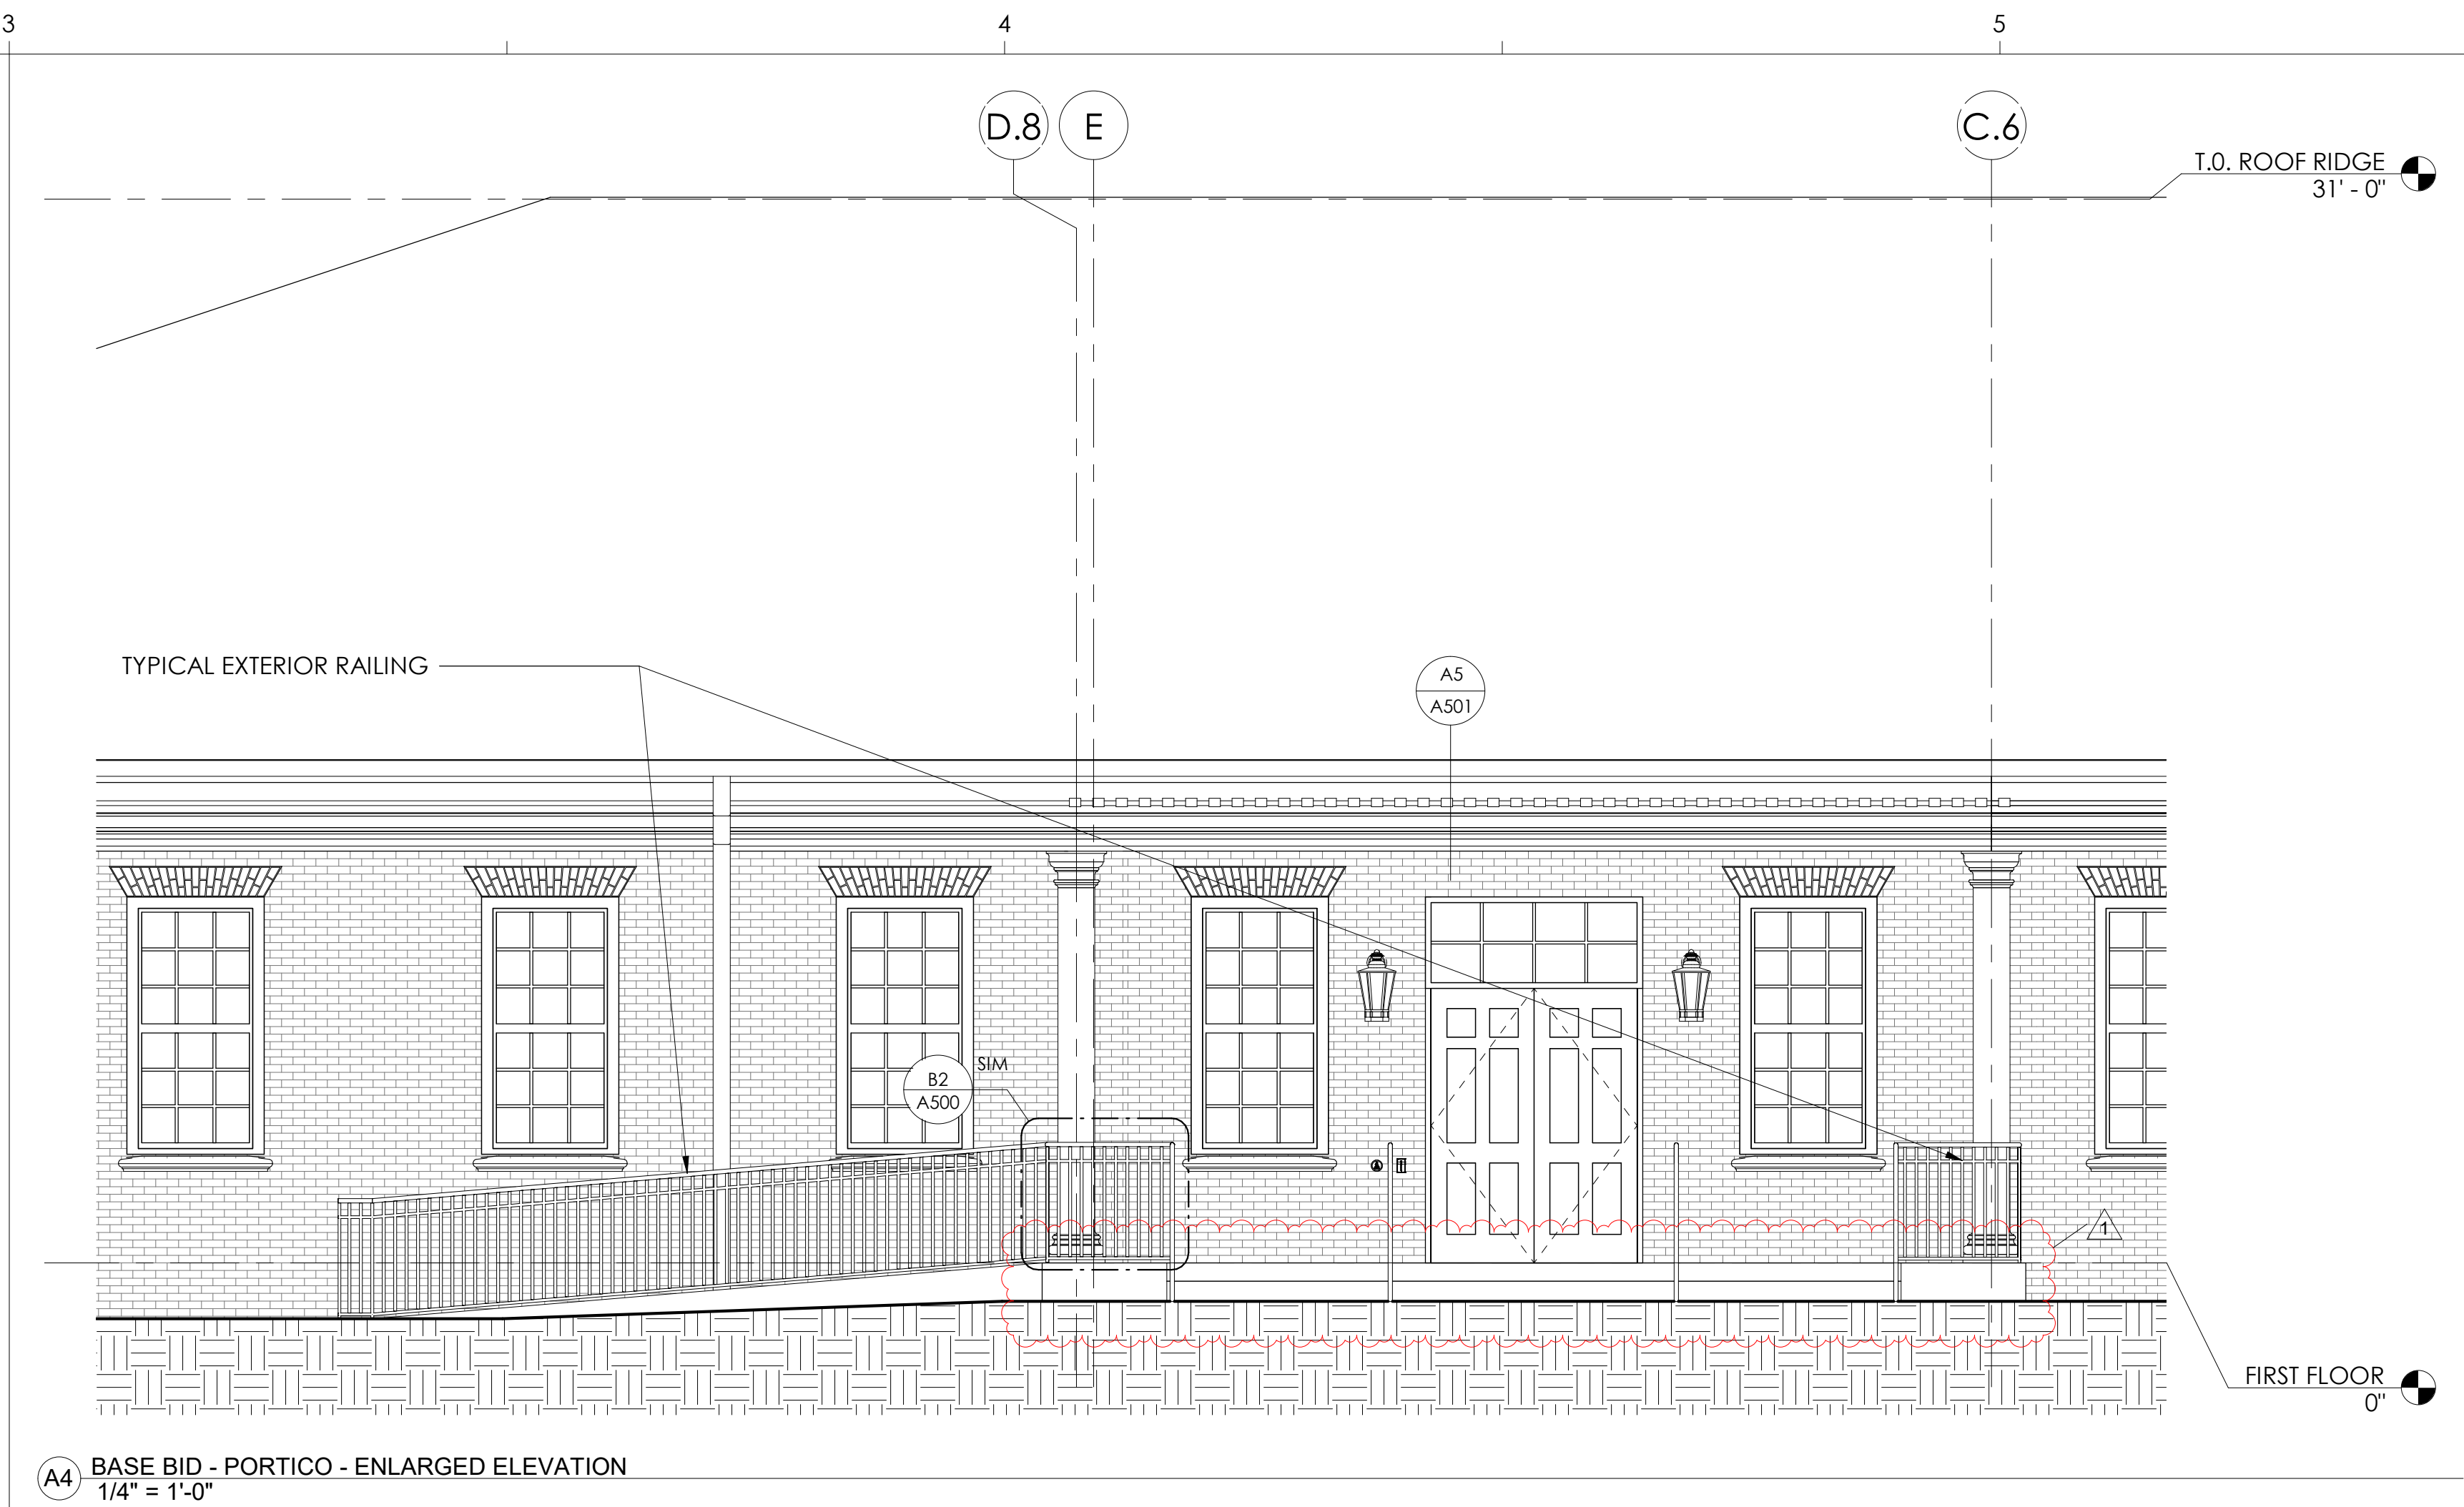 3
4
5
D.8
E
C.6
T.0. ROOF RIDGE
31' - 0"
TYPICAL EXTERIOR RAILING
A5
A501
SIM
B2
A500
1
FIRST FLOOR
0"
A4
BASE BID - PORTICO - ENLARGED ELEVATION
1/4" = 1'-0"